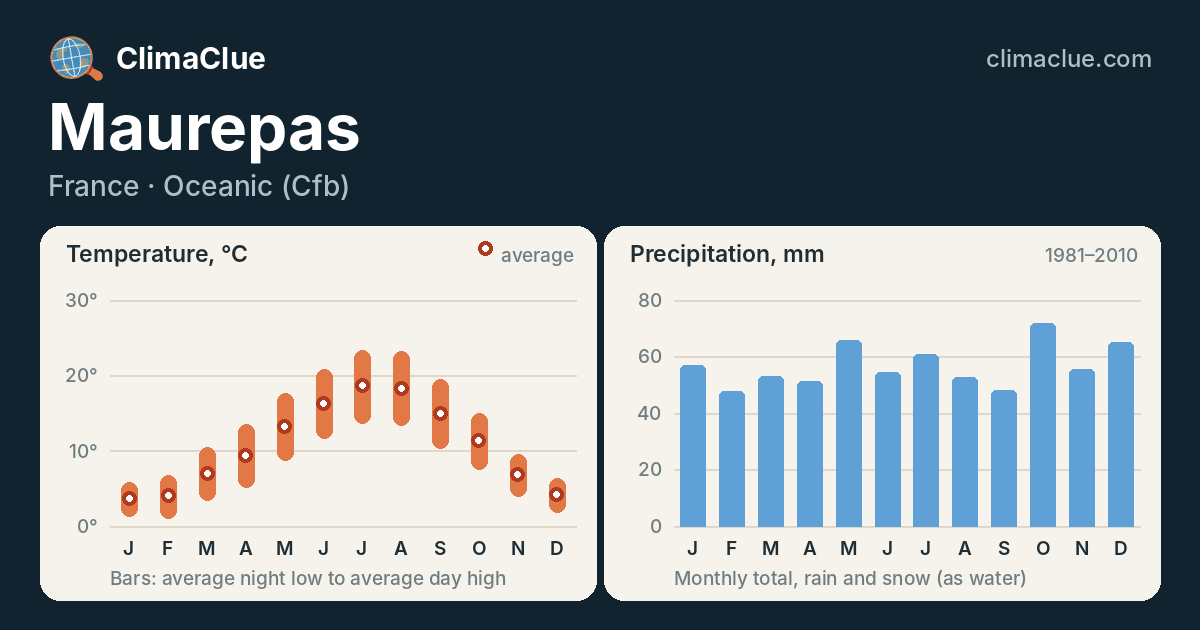 ClimaClue
climaclue.com
Maurepas
France · Oceanic (Cfb)
Temperature, °C
average
30°
20°
10°
0°
J F M A M J J A S O N D
Bars: average night low to average day high
Precipitation, mm
1981–2010
80
60
40
20
0
J F M A M J J A S O N D
Monthly total, rain and snow (as water)